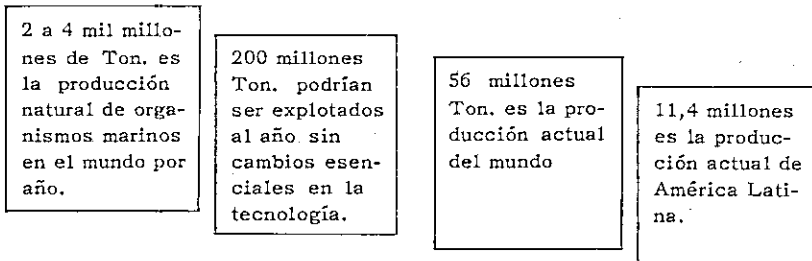 2 a 4 mil millo-
nes de Ton. es
la producción
natural de orga-
nismos marinos
en el mundo por
año.
200 millones
Ton. podrían
ser explotados
al año sin
cambios esen-
ciales en la
tecnología.
56 millones
Ton. es la pro-
ducción actual
del mundo
11,4 millones
es la produc-
ción actual de
América Lati-
na.